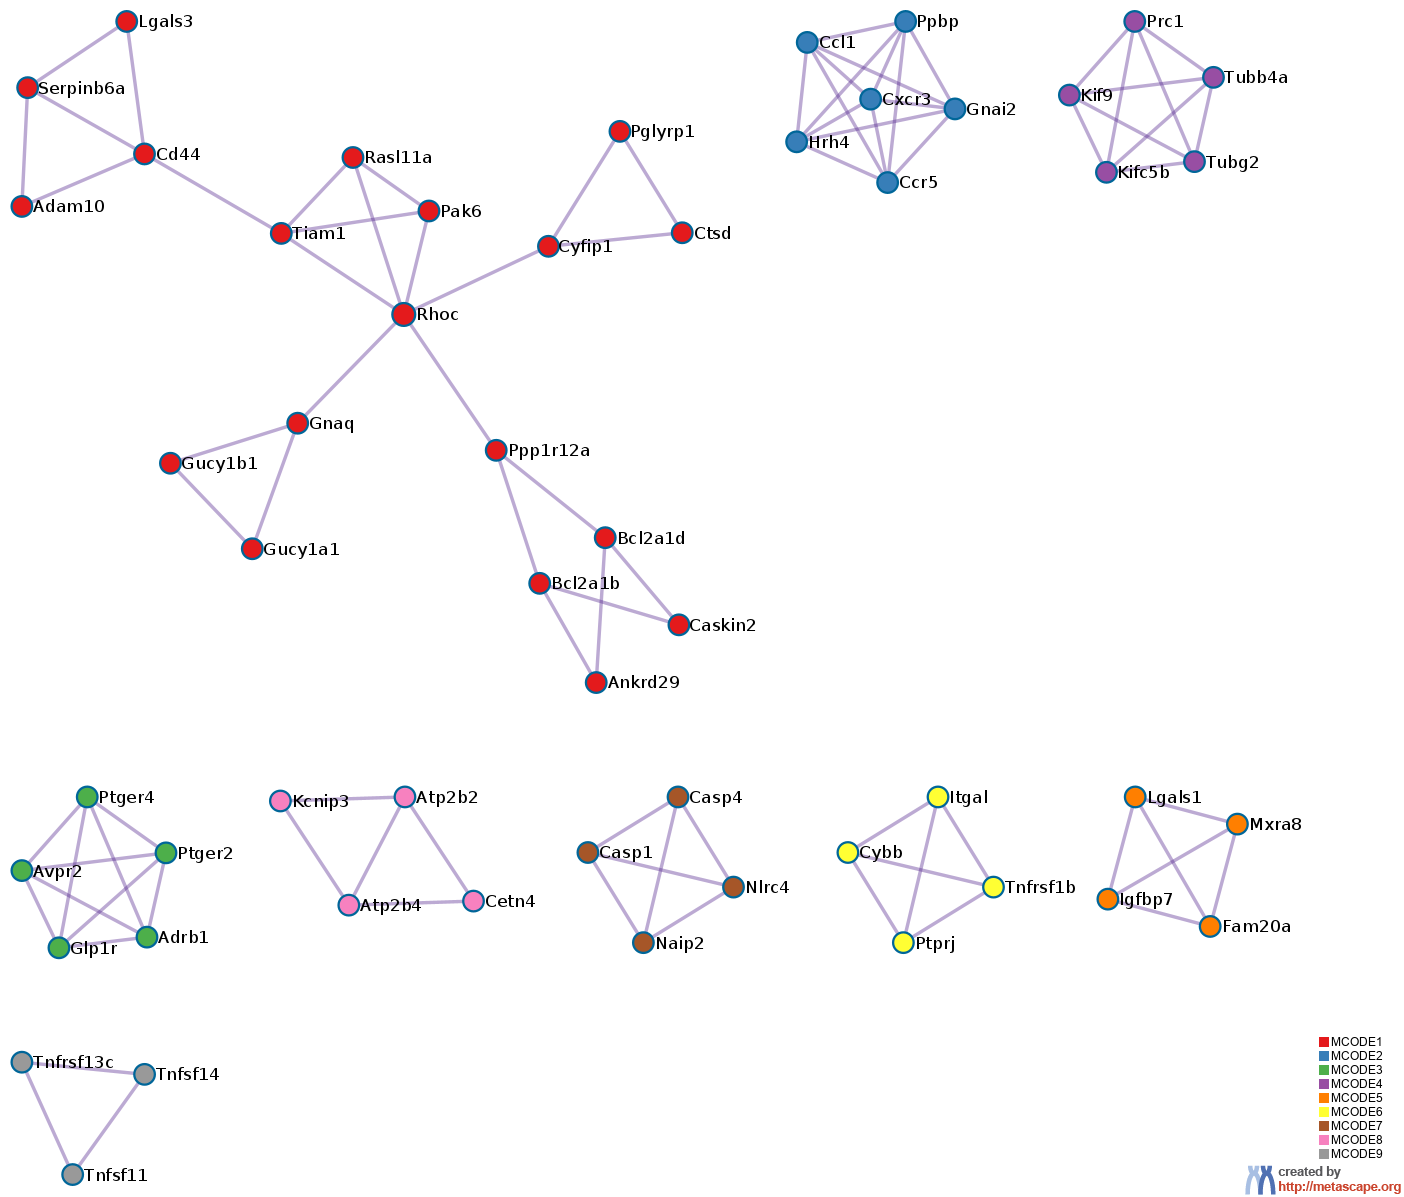 Lgals3
Serpinb6a
Cd44
Adam10
Rasl11a
Pak6
Tiam1
Rhoc
Pglyrp1
Ctsd
Cyfip1
Gnaq
Gucy1b1
Gucy1a1
Ppp1r12a
Bcl2a1d
Bcl2a1b
Caskin2
Ankrd29
Ppbp
Ccl1
Cxcr3
Gnai2
Hrh4
Ccr5
Prc1
Tubb4a
Kif9
Tubg2
Kifc5b
Ptger4
Ptger2
Avpr2
Adrb1
Glp1r
Kcnip3
Atp2b2
Atp2b4
Cetn4
Casp4
Casp1
Nlrc4
Naip2
Itgal
Cybb
Tnfrsf1b
Ptprj
Lgals1
Mxra8
Igfbp7
Fam20a
Tnfrsf13c
Tnfsf14
Tnfsf11
MCODE1
MCODE2
MCODE3
MCODE4
MCODE5
MCODE6
MCODE7
MCODE8
MCODE9
created by
http://metascape.org